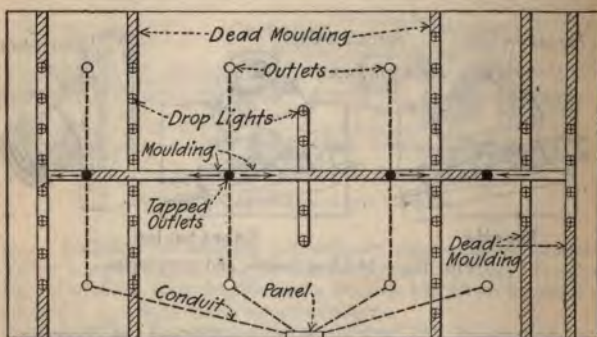 Dead Moulding
Outlets
Drop Lights
Moulding
Tapped
Outlets
Dead
Moulding
Conduit
Panel